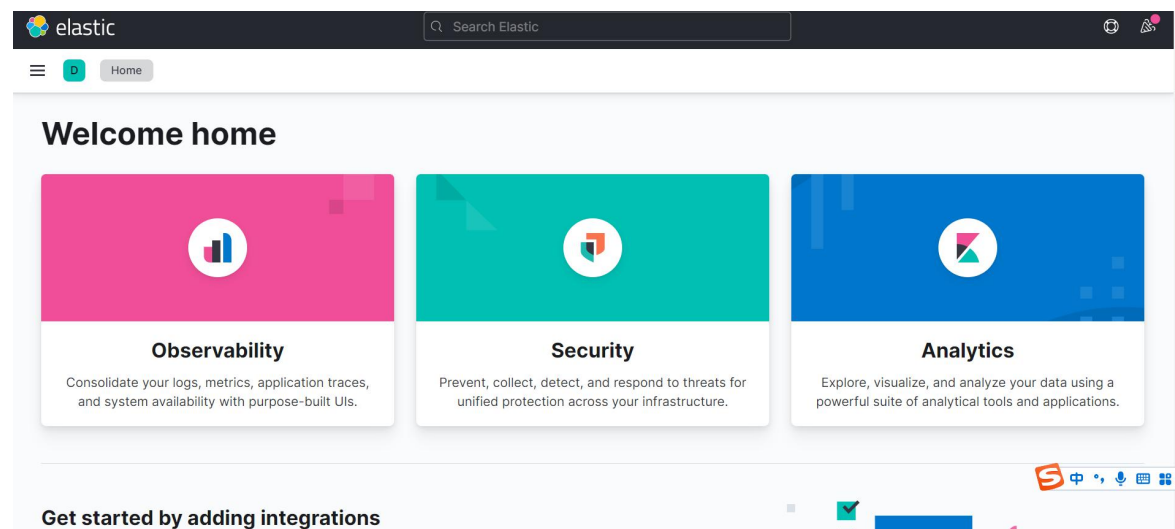 elastic
Search Elastic
D
Home
Welcome home
Observability
Consolidate your logs, metrics, application traces,
and system availability with purpose-built UIs.
Security
Prevent, collect, detect, and respond to threats for
unified protection across your infrastructure.
Analytics
Explore, visualize, and analyze your data using a
powerful suite of analytical tools and applications.
S 中 °,
Get started by adding integrations